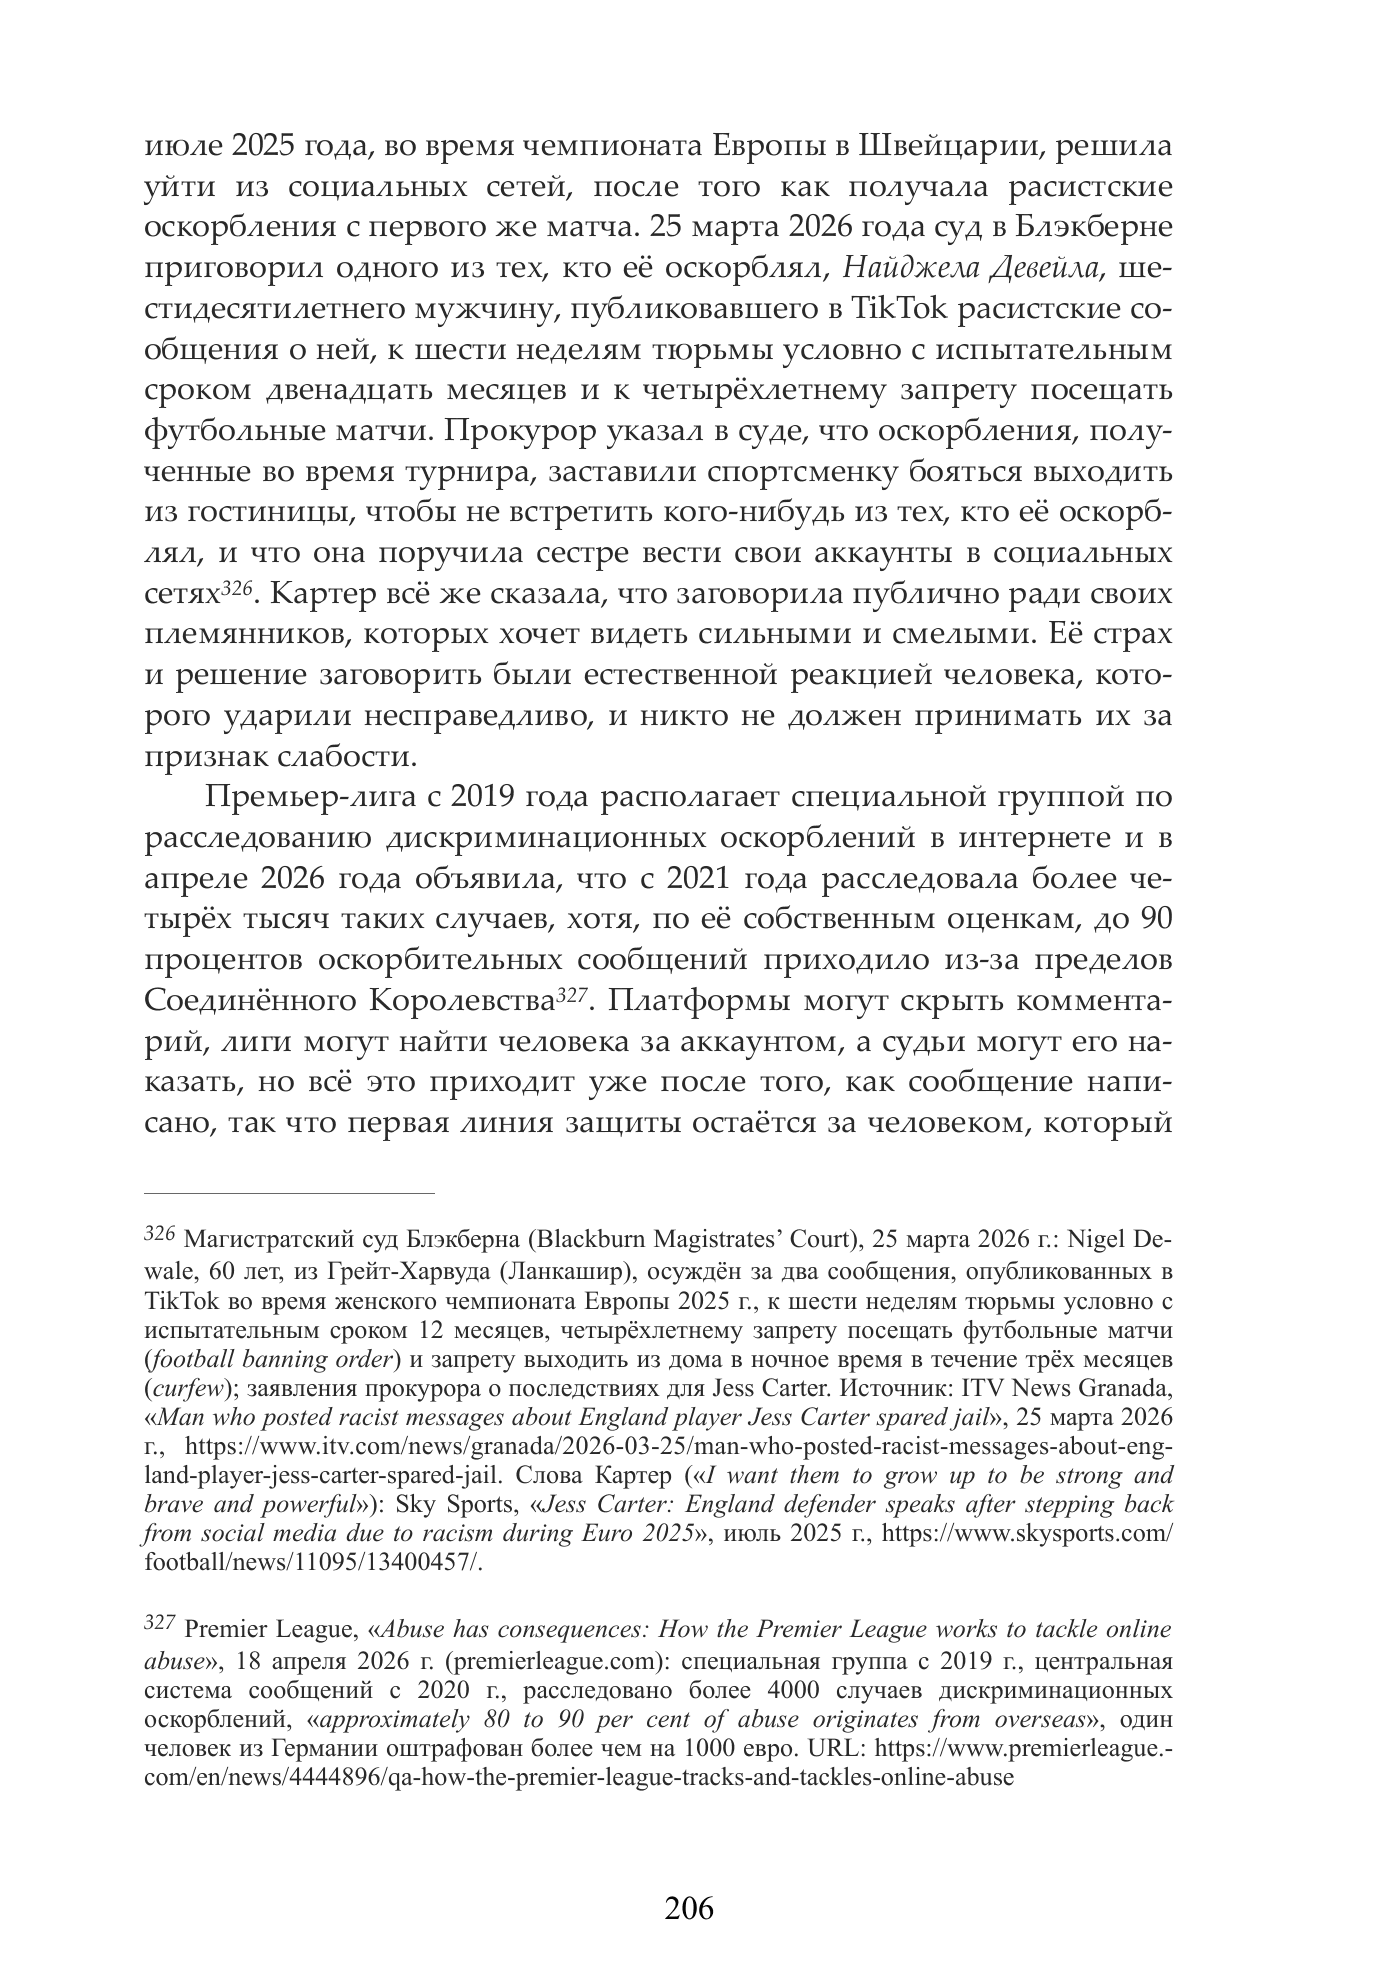 июле 2025 года, во время чемпионата Европы в Швейцарии, решила
уйти из социальных сетей, после того как получала расистские
оскорбления с первого же матча. 25 марта 2026 года суд в Блэкберне
приговорил одного из тех, кто её оскорблял, Найджела Девейла, ше-
стидесятилетнего мужчину, публиковавшего в TikTok расистские со-
общения о ней, к шести неделям тюрьмы условно с испытательным
сроком двенадцать месяцев и к четырёхлетнему запрету посещать
футбольные матчи. Прокурор указал в суде, что оскорбления, полу-
ченные во время турнира, заставили спортсменку бояться выходить
из гостиницы, чтобы не встретить кого-нибудь из тех, кто её оскорб-
лял, и что она поручила сестре вести свои аккаунты в социальных
сетях326. Картер всё же сказала, что заговорила публично ради своих
племянников, которых хочет видеть сильными и смелыми. Её страх
и решение заговорить были естественной реакцией человека, кото-
рого ударили несправедливо, и никто не должен принимать их за
признак слабости.
Премьер-лига с 2019 года располагает специальной группой по
расследованию дискриминационных оскорблений в интернете и в
апреле 2026 года объявила, что с 2021 года расследовала более че-
тырёх тысяч таких случаев, хотя, по её собственным оценкам, до 90
процентов оскорбительных сообщений приходило из-за пределов
Соединённого Королевства327. Платформы могут скрыть коммента-
рий, лиги могут найти человека за аккаунтом, а судьи могут его на-
казать, но всё это приходит уже после того, как сообщение напи-
сано, так что первая линия защиты остаётся за человеком, который
326 Магистратский суд Блэкберна (Blackburn Magistrates’ Court), 25 марта 2026 г.: Nigel De-
wale, 60 лет, из Грейт-Харвуда (Ланкашир), осуждён за два сообщения, опубликованных в
TikTok во время женского чемпионата Европы 2025 г., к шести неделям тюрьмы условно с
испытательным сроком 12 месяцев, четырёхлетнему запрету посещать футбольные матчи
(football banning order) и запрету выходить из дома в ночное время в течение трёх месяцев
(curfew); заявления прокурора о последствиях для Jess Carter. Источник: ITV News Granada,
«Man who posted racist messages about England player Jess Carter spared jail», 25 марта 2026
г., https://www.itv.com/news/granada/2026-03-25/man-who-posted-racist-messages-about-eng-
land-player-jess-carter-spared-jail. Слова Картер («I want them to grow up to be strong and
brave and powerful»): Sky Sports, «Jess Carter: England defender speaks after stepping back
from social media due to racism during Euro 2025», июль 2025 г., https://www.skysports.com/
football/news/11095/13400457/.
327 Premier League, «Abuse has consequences: How the Premier League works to tackle online
abuse», 18 апреля 2026 г. (premierleague.com): специальная группа с 2019 г., центральная
система сообщений с 2020 г., расследовано более 4000 случаев дискриминационных
оскорблений, «approximately 80 to 90 per cent of abuse originates from overseas», один
человек из Германии оштрафован более чем на 1000 евро. URL: https://www.premierleague.-
com/en/news/4444896/qa-how-the-premier-league-tracks-and-tackles-online-abuse
206